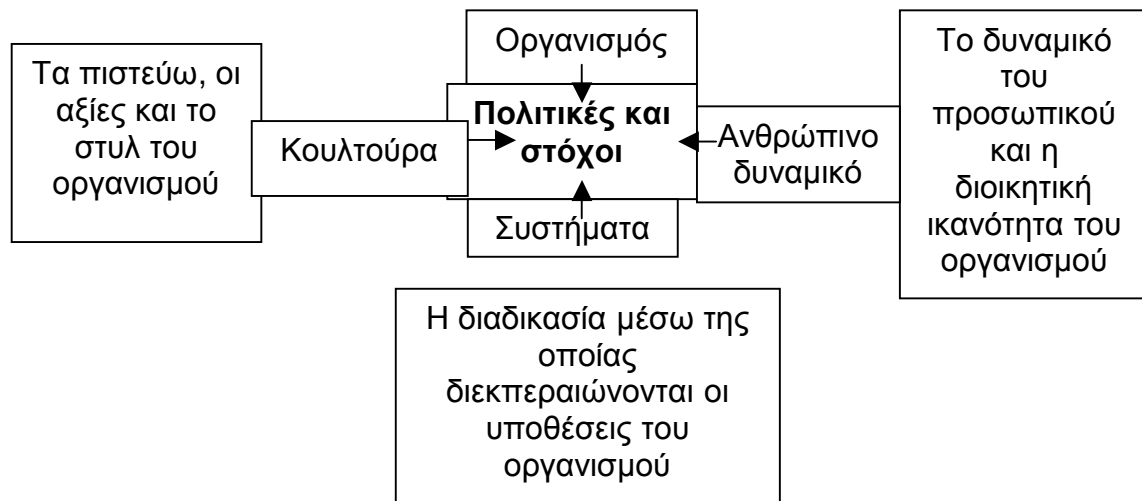 Οργανισμός
Τα πιστεύω, οι
αξίες και το
στυλ του
οργανισμού
Κουλτούρα
Πολιτικές και
στόχοι
Ανθρώπινο
δυναμικό
Το δυναμικό
του
προσωπικού
και η
διοικητική
ικανότητα του
οργανισμού
Συστήματα
Η διαδικασία μέσω της
οποίας
διεκπεραιώνονται οι
υποθέσεις του
οργανισμού